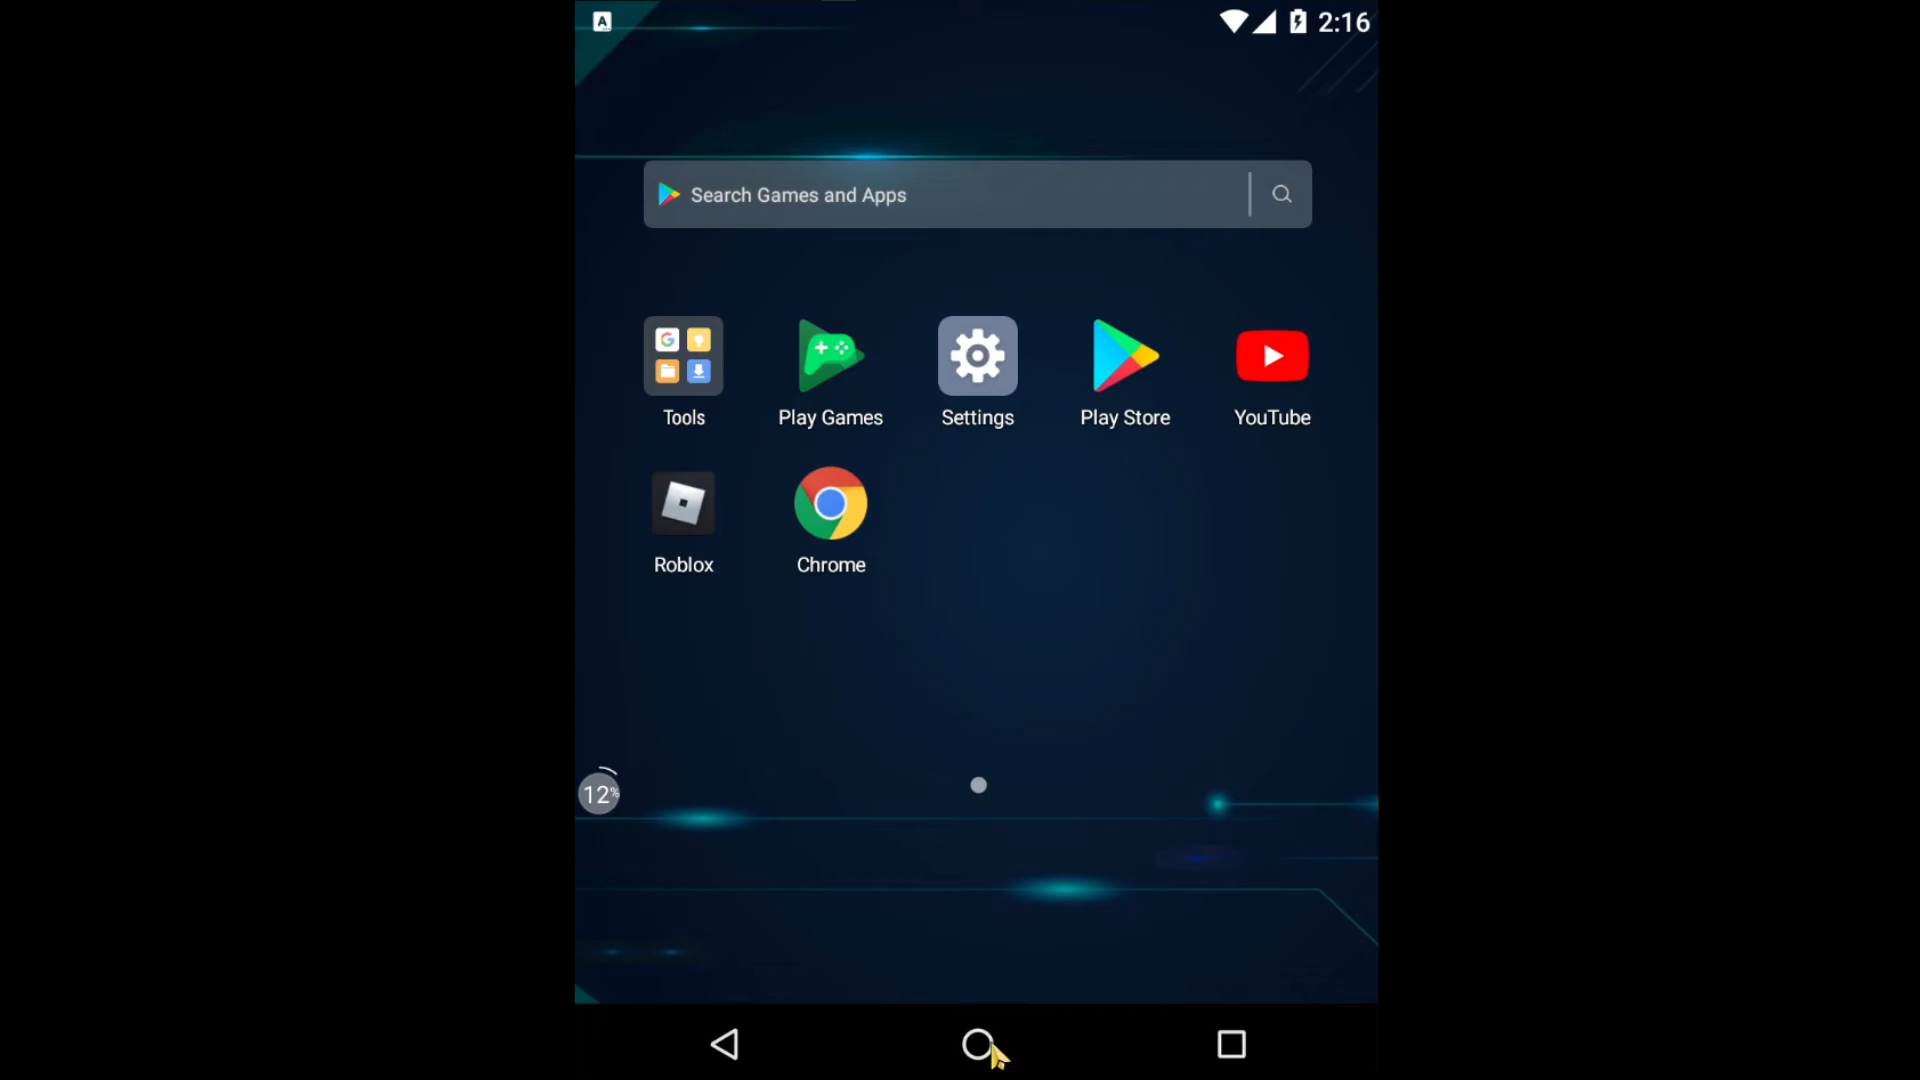 A
2:16
Search Games and Apps
G
Tools
Play Games
Settings
Play Store
YouTube
Roblox
Chrome
12%